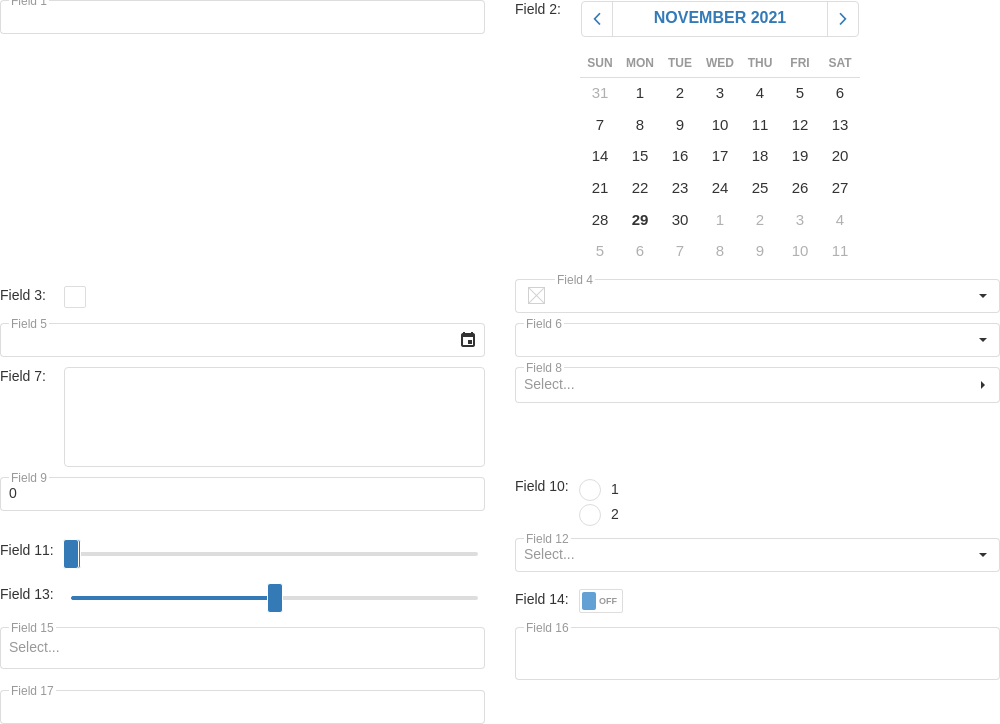 Field 1
Field 2:
NOVEMBER 2021
SUN MON TUE WED THU FRI SAT
31 1 2 3 4 5 6
7 8 9 10 11 12 13
14 15 16 17 18 19 20
21 22 23 24 25 26 27
28 29 30 1 2 3 4
5 6 7 8 9 10 11
Field 3:
Field 4
Field 5
Field 6
Field 7:
Field 8
Select...
Field 9
0
Field 10:
1
2
Field 11:
Field 12
Select...
Field 13:
Field 14:
OFF
Field 15
Select...
Field 16
Field 17